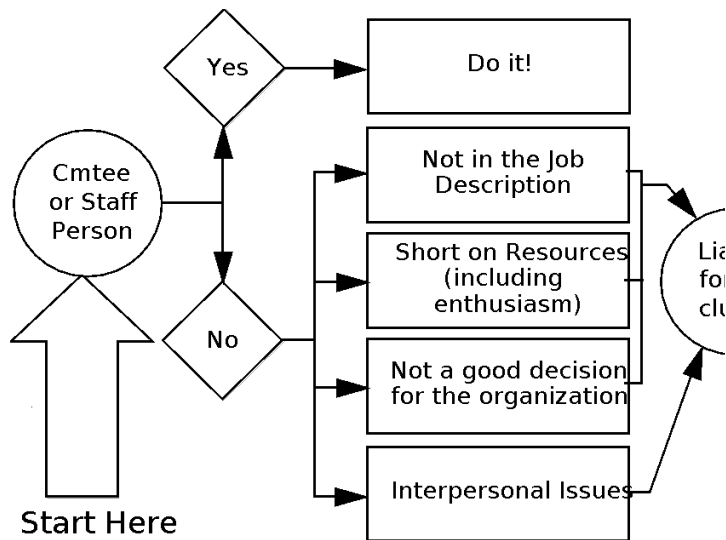 Yes
Do it!
Cmtee
or Staff
Person
Not in the Job
Description
Short on Resources
(including
enthusiasm)
No
Not a good decision
for the organization
Interpersonal Issues
Start Here
for